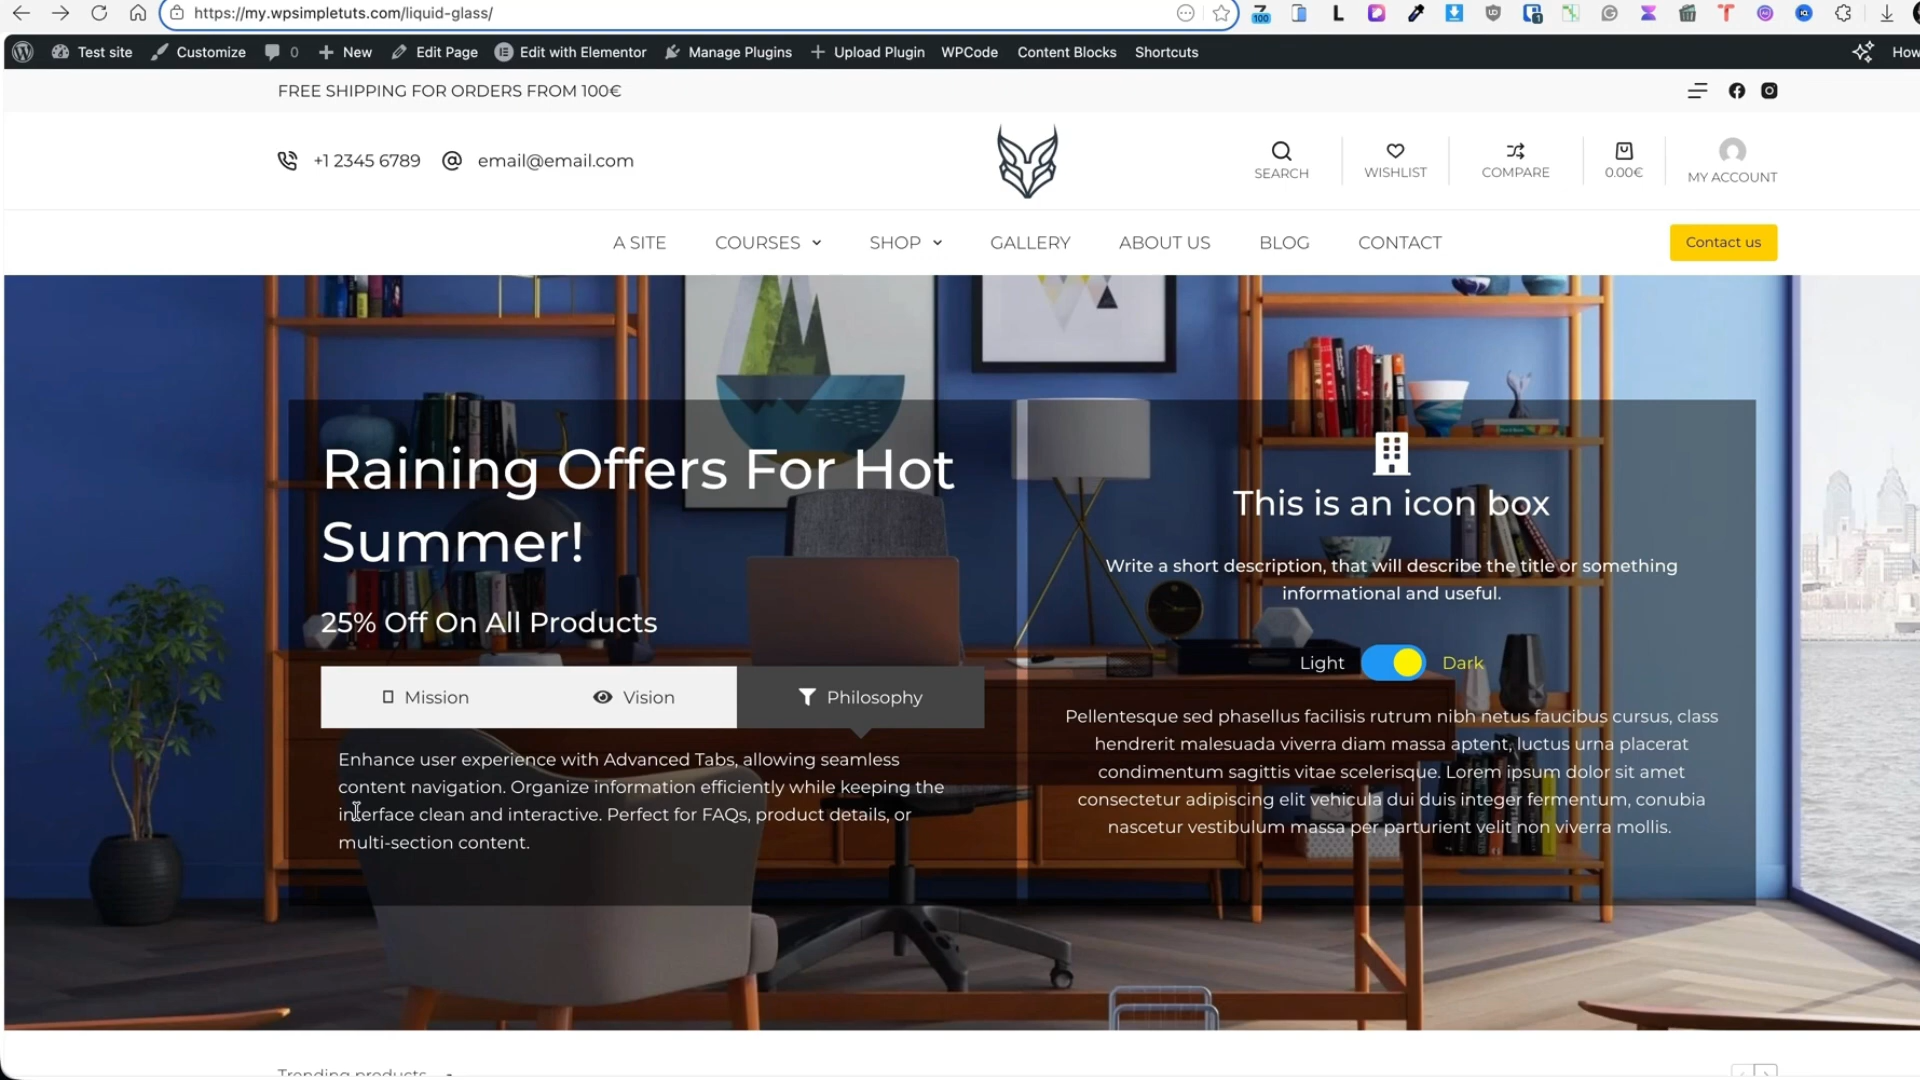 https://my.wpsimpletuts.com/liquid-glass/
100
L
Test site
Customize
0
New
Edit Page
Edit with Elementor
Manage Plugins
Upload Plugin
WPCode
Content Blocks
Shortcuts
How
FREE SHIPPING FOR ORDERS FROM 100€
+1 2345 6789
email@email.com
SEARCH
WISHLIST
COMPARE
0.00€
MY ACCOUNT
A SITE
COURSES
SHOP
GALLERY
ABOUT US
BLOG
CONTACT
Contact us
Raining Offers For Hot
Summer!
25% Off On All Products
Mission
Vision
Philosophy
Enhance user experience with Advanced Tabs, allowing seamless
content navigation. Organize information efficiently while keeping the
interface clean and interactive. Perfect for FAQs, product details, or
multi-section content.
This is an icon box
Write a short description, that will describe the title or something
informational and useful.
Light
Dark
Pellentesque sed phasellus facilisis rutrum nibh netus faucibus cursus, class
hendrerit malesuada viverra diam massa aptent, luctus urna placerat
condimentum sagittis vitae scelerisque. Lorem ipsum dolor sit amet
consectetur adipiscing elit vehicula dui duis integer fermentum, conubia
nascetur vestibulum massa per parturient velit non viverra mollis.
Trending products